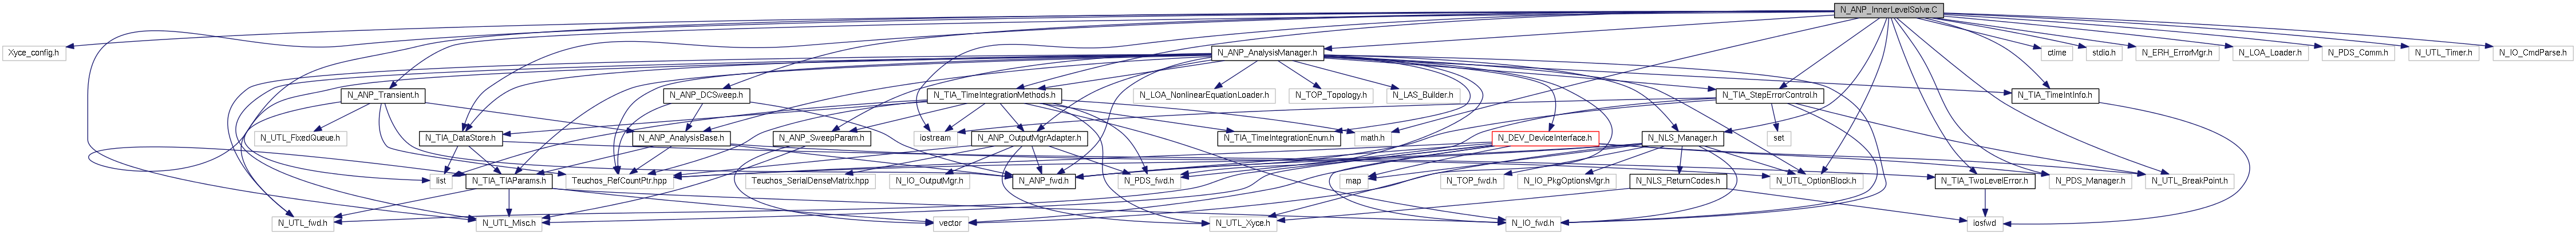 N_ANP_InnerLevelSolve.C
Xyce_config.h
N_ANP_AnalysisManager.h
ctime
stdio.h
N_ERH_ErrorMgr.h
N_LOA_Loader.h
N_PDS_Comm.h
N_UTL_Timer.h
N_IO_CmdParse.h
N_ANP_Transient.h
N_ANP_DCSweep.h
N_TIA_TimeIntegrationMethods.h
N_LOA_NonlinearEquationLoader.h
N_TOP_Topology.h
N_LAS_Builder.h
N_TIA_StepErrorControl.h
N_TIA_TimeIntInfo.h
N_UTL_FixedQueue.h
N_TIA_DataStore.h
N_ANP_AnalysisBase.h
N_ANP_SweepParam.h
iostream
N_ANP_OutputMgrAdapter.h
N_TIA_TimeIntegrationEnum.h
math.h
N_DEV_DeviceInterface.h
N_NLS_Manager.h
set
list
N_TIA_TIAParams.h
Teuchos_RefCountPtr.hpp
Teuchos_SerialDenseMatrix.hpp
N_IO_OutputMgr.h
N_ANP_fwd.h
N_PDS_fwd.h
map
N_TOP_fwd.h
N_IO_PkgOptionsMgr.h
N_NLS_ReturnCodes.h
N_UTL_OptionBlock.h
N_TIA_TwoLevelError.h
N_PDS_Manager.h
N_UTL_BreakPoint.h
N_UTL_fwd.h
N_UTL_Misc.h
vector
N_UTL_Xyce.h
N_IO_fwd.h
iosfwd